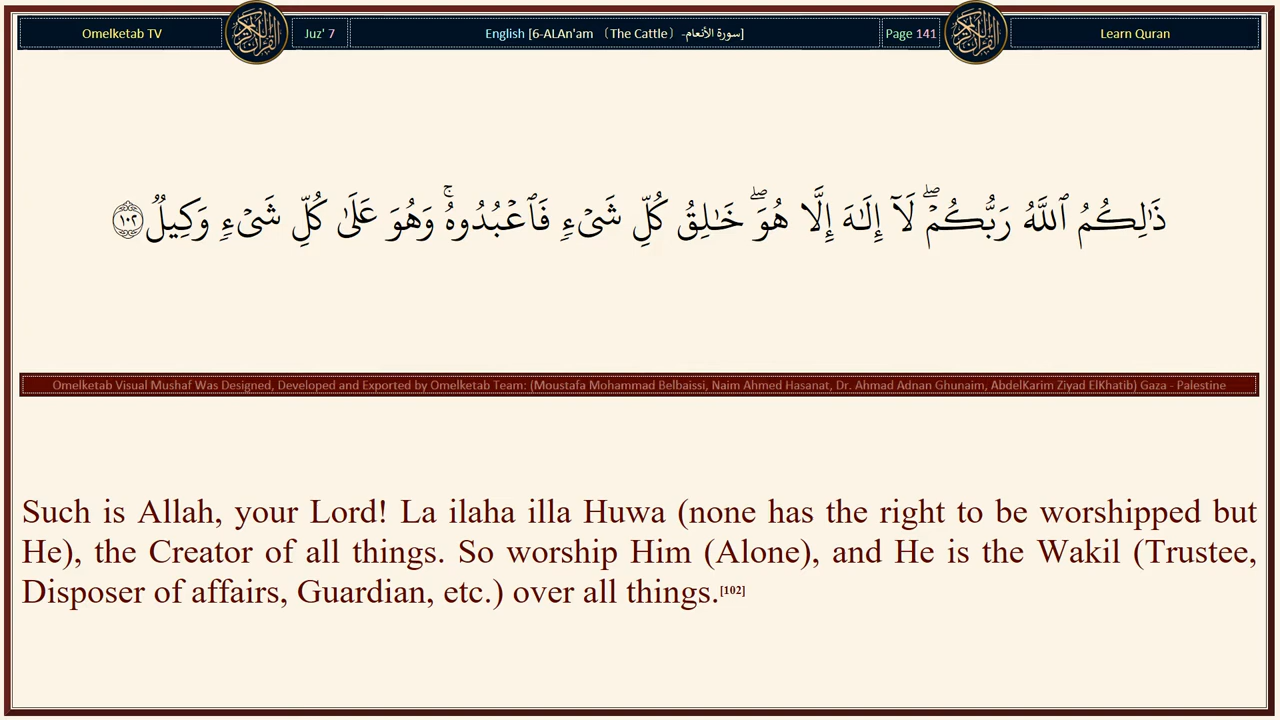 Omelketab TV
Juz' 7
English [6-ALAn'am （The Cattle） -سورة الأنعام]
Page 141
Learn Quran
ذَٰلِكُمُ ٱللَّهُ رَبُّكُمْۖ لَآ إِلَـٰهَ إِلَّا هُوَۖ خَـٰلِقُ كُلِّ شَىْءٍ فَٱعْبُدُوهُۚ وَهُوَ عَلَىٰ كُلِّ شَىْءٍ وَكِيلٌ ١٠٢
Omelketab Visual Mushaf Was Designed, Developed and Exported by Omelketab Team: (Moustafa Mohammad Belbaissi, Naim Ahmed Hasanat, Dr. Ahmad Adnan Ghunaim, AbdelKarim Ziyad ElKhatib) Gaza - Palestine
Such is Allah, your Lord! La ilaha illa Huwa (none has the right to be worshipped but
He), the Creator of all things. So worship Him (Alone), and He is the Wakil (Trustee,
Disposer of affairs, Guardian, etc.) over all things.[102]